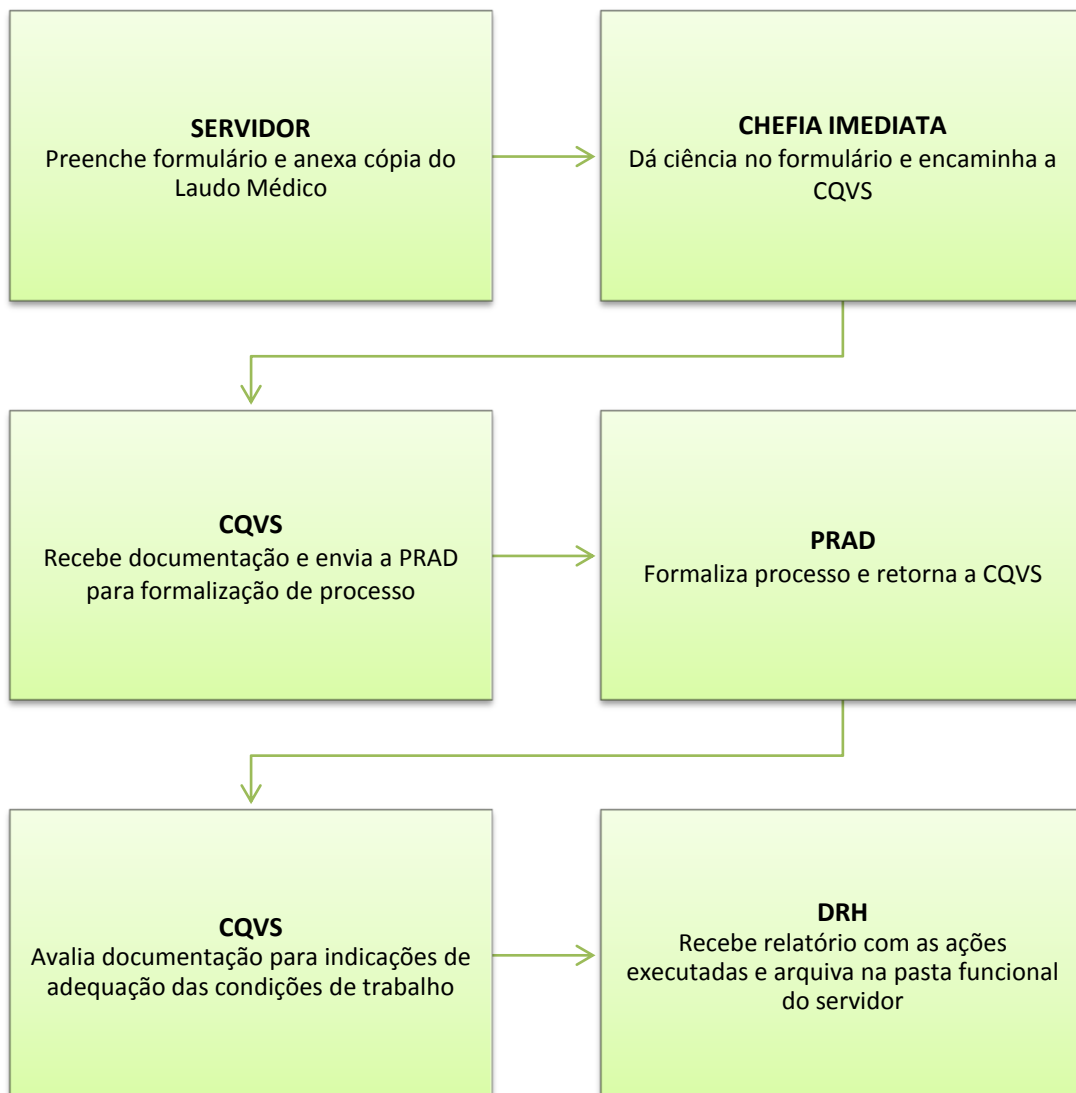 SERVIDOR
Preenche formulário e anexa cópia do
Laudo Médico
CHEFIA IMEDIATA
Dá ciência no formulário e encaminha a
CQVS
CQVS
Recebe documentação e envia a PRAD
para formalização de processo
PRAD
Formaliza processo e retorna a CQVS
CQVS
Avalia documentação para indicações de
adequação das condições de trabalho
DRH
Recebe relatório com as ações
executadas e arquiva na pasta funcional
do servidor